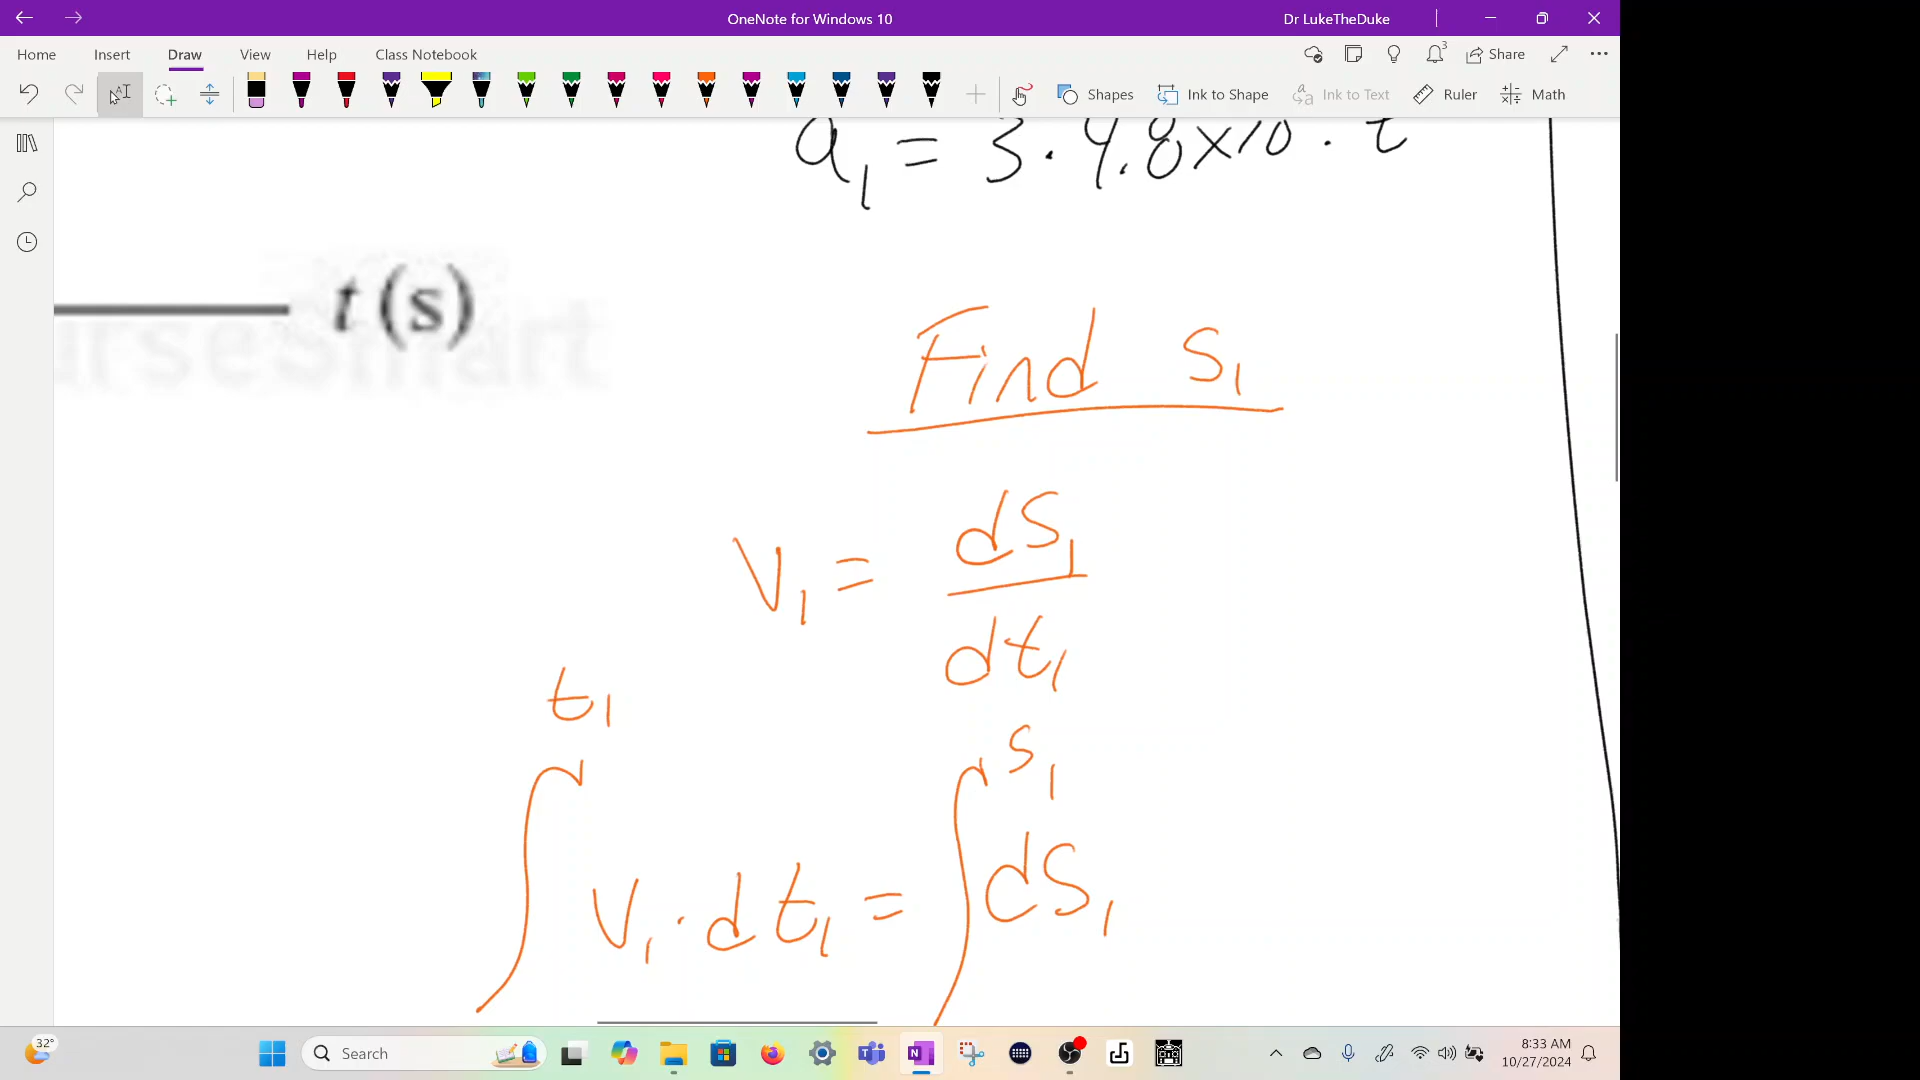 OneNote for Windows 10
Dr LukeTheDuke
Home Insert Draw View Help Class Notebook
3
Share
Shapes Ink to Shape Ink to Text Ruler Math
a₁ = 3 · 4.8×10 · t
t (s)
urseSmart
Find S₁
V₁ = dS₁
dt₁
t₁
S₁
∫ V₁ · dt₁ = ∫ dS₁
32°
Search
8:33 AM
10/27/2024